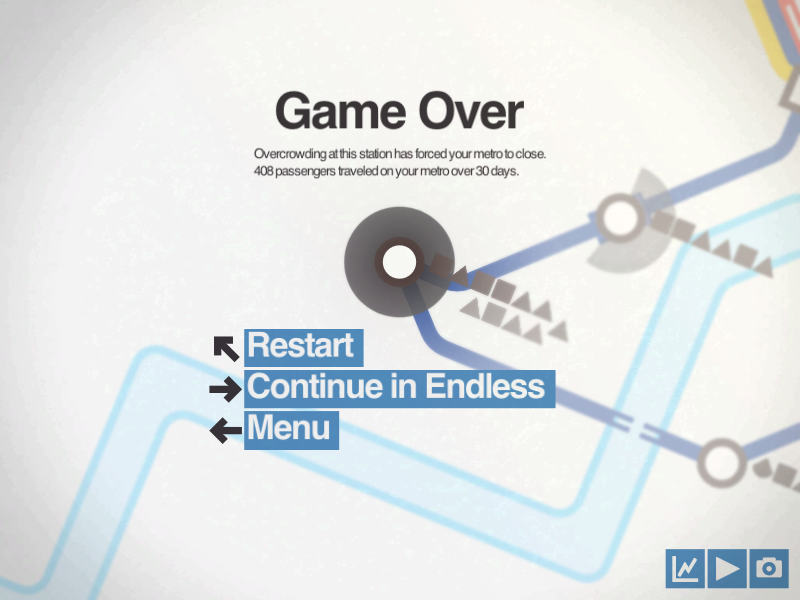 Game Over
Overcrowding at this station has forced your metro to close.
408 passengers traveled on your metro over 30 days.
Restart
Continue in Endless
Menu